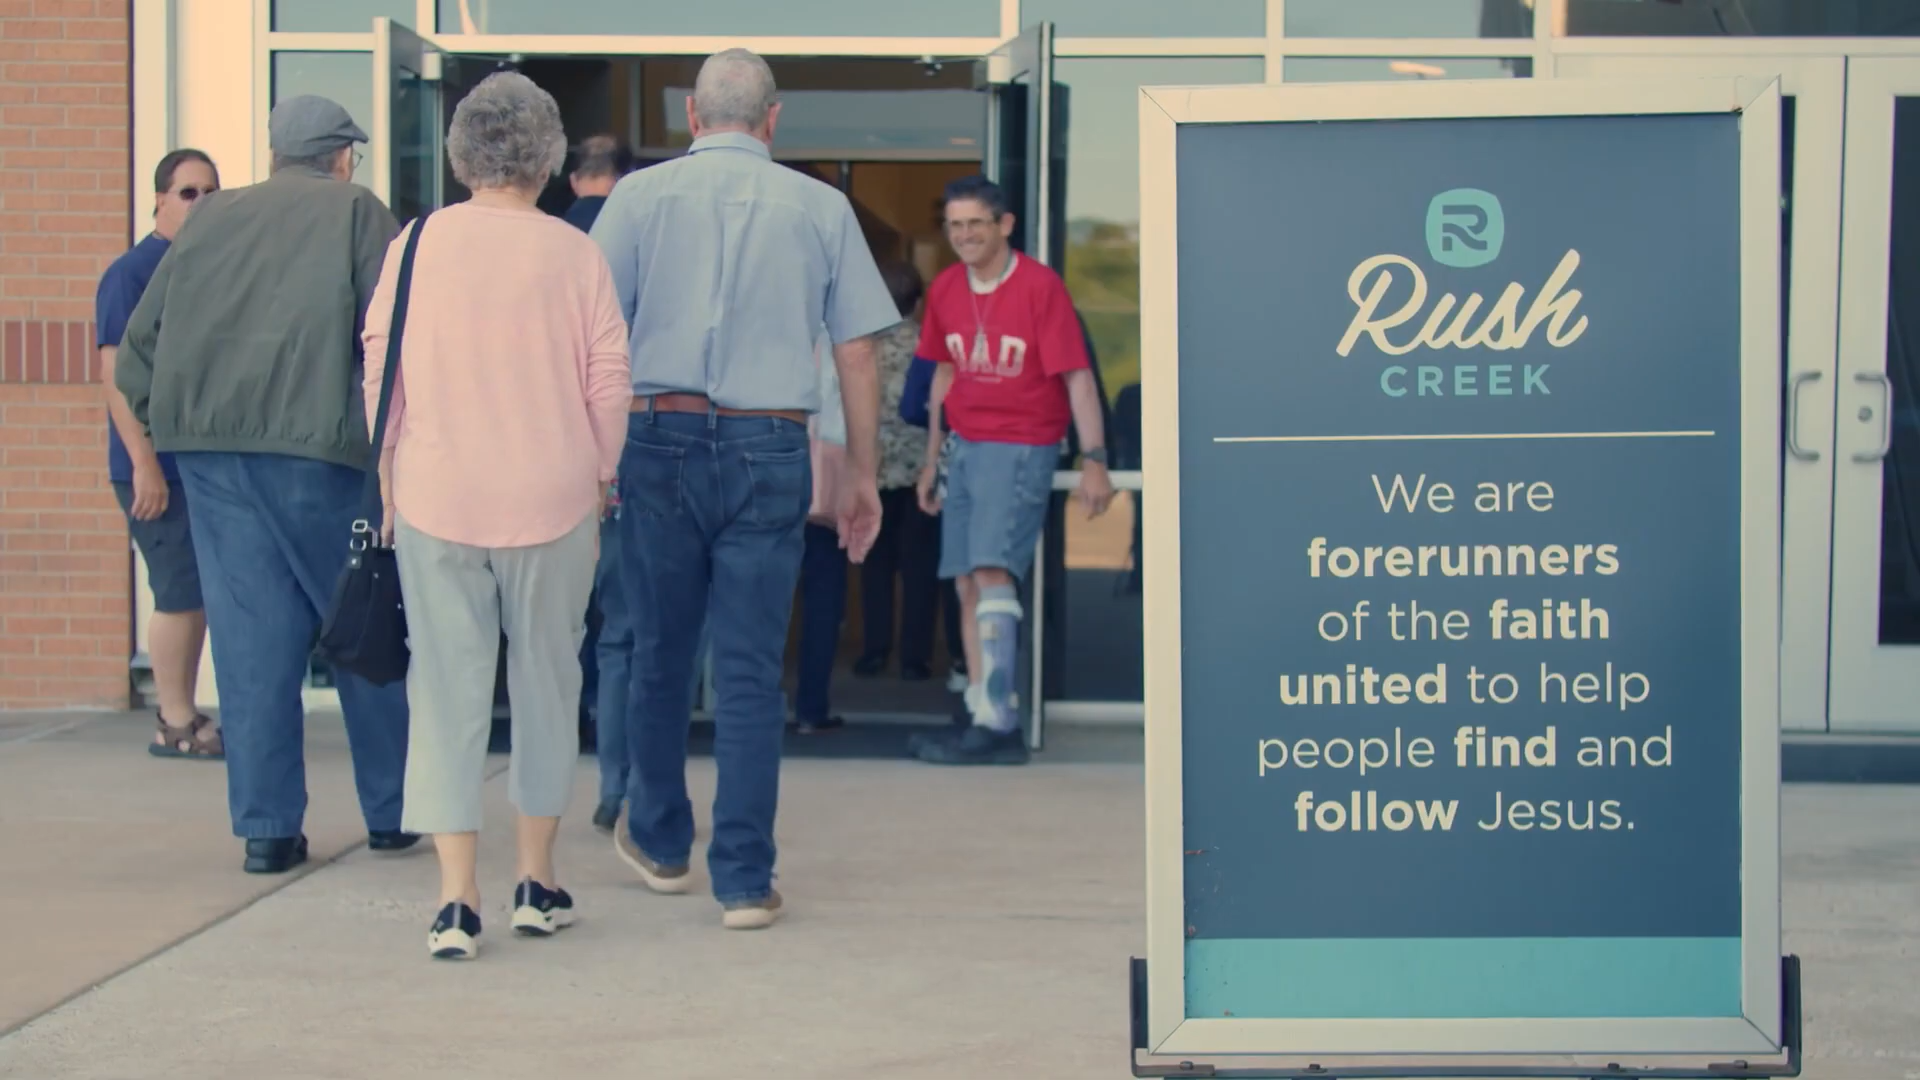 R
Rush
CREEK
We are
forerunners
of the faith
united to help
people find and
follow Jesus.
DAD